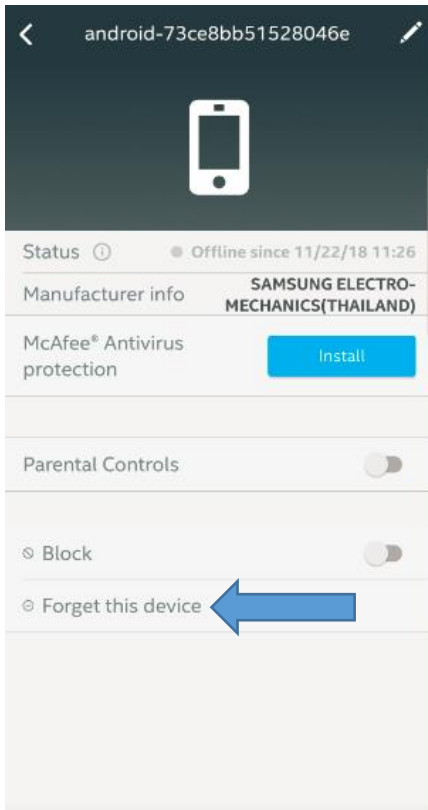 android-73ce8bb51528046e
Status
Offline since 11/22/18 11:26
Manufacturer info
SAMSUNG ELECTRO-
MECHANICS(THAILAND)
McAfee® Antivirus
protection
Install
Parental Controls
Block
Forget this device